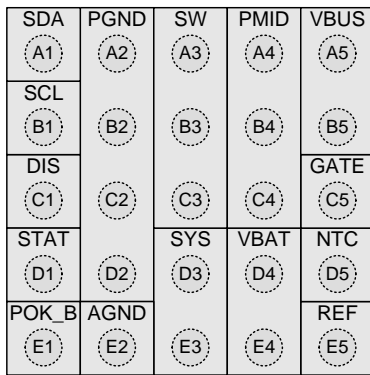 SDA PGND SW PMID VBUS
A1 A2 A3 A4 A5
SCL
B1 B2 B3 B4 B5
DIS GATE
C1 C2 C3 C4 C5
STAT SYS VBAT NTC
D1 D2 D3 D4 D5
POK_B AGND REF
E1 E2 E3 E4 E5